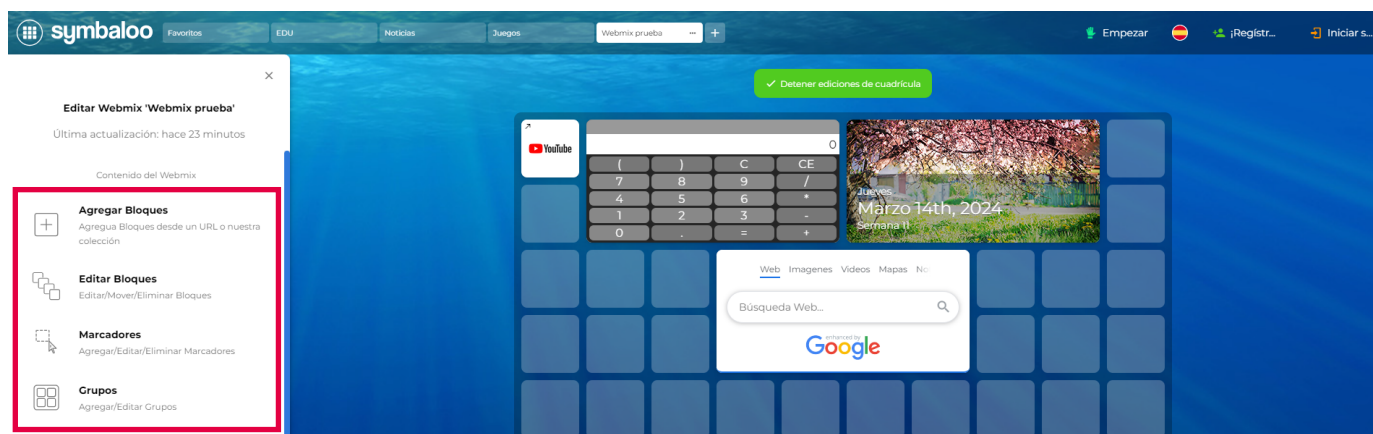 symbaloo
Favoritos
EDU
Noticias
Juegos
Webmix prueba
Empezar
¡Regístr...
Iniciar s...
Editar Webmix 'Webmix prueba'
Última actualización: hace 23 minutos
Contenido del Webmix
Agregar Bloques
Agregua Bloques desde un URL o nuestra
colección
Editar Bloques
Editar/Mover/Eliminar Bloques
Marcadores
Agregar/Editar/Eliminar Marcadores
Grupos
Agregar/Editar Grupos
Detener ediciones de cuadrícula
YouTube
0
( ) C CE
7 8 9 /
4 5 6 *
1 2 3 -
0 . = +
Jueves
Marzo 14th, 2024
Semana 11
Web Imagenes Videos Mapas No
Búsqueda Web...
enhanced by
Google